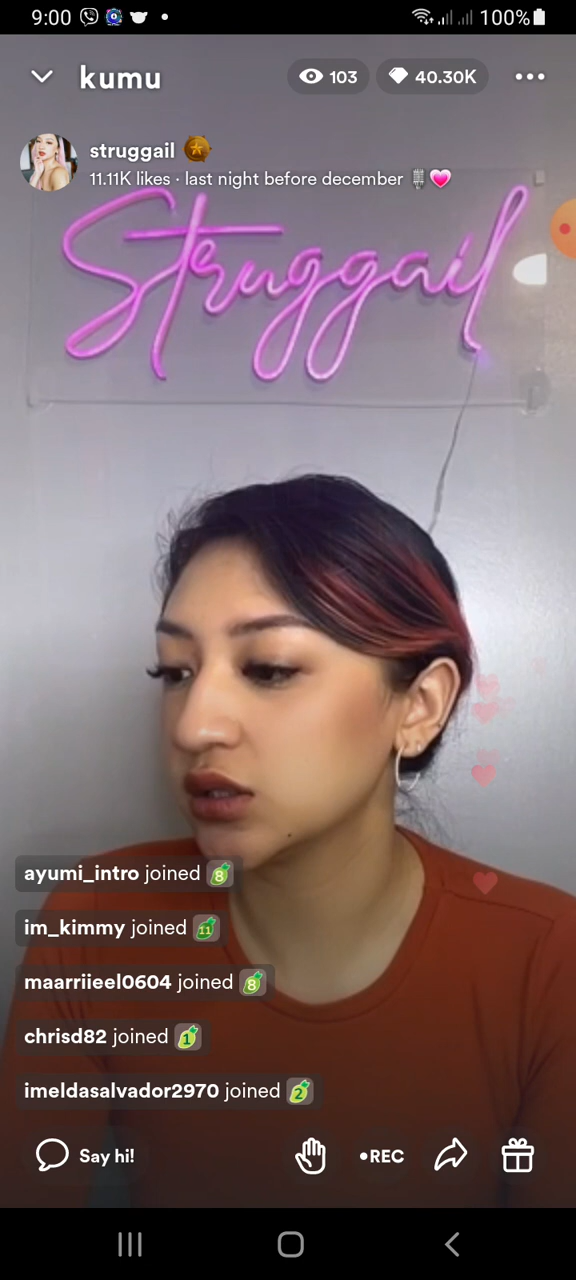 9:00 100%
kumu 103 40.30K
struggail
11.11K likes · last night before december
Struggail
ayumi_intro joined 8
im_kimmy joined 11
maarriieel0604 joined 8
chrisd82 joined 1
imeldasalvador2970 joined 2
Say hi! •REC